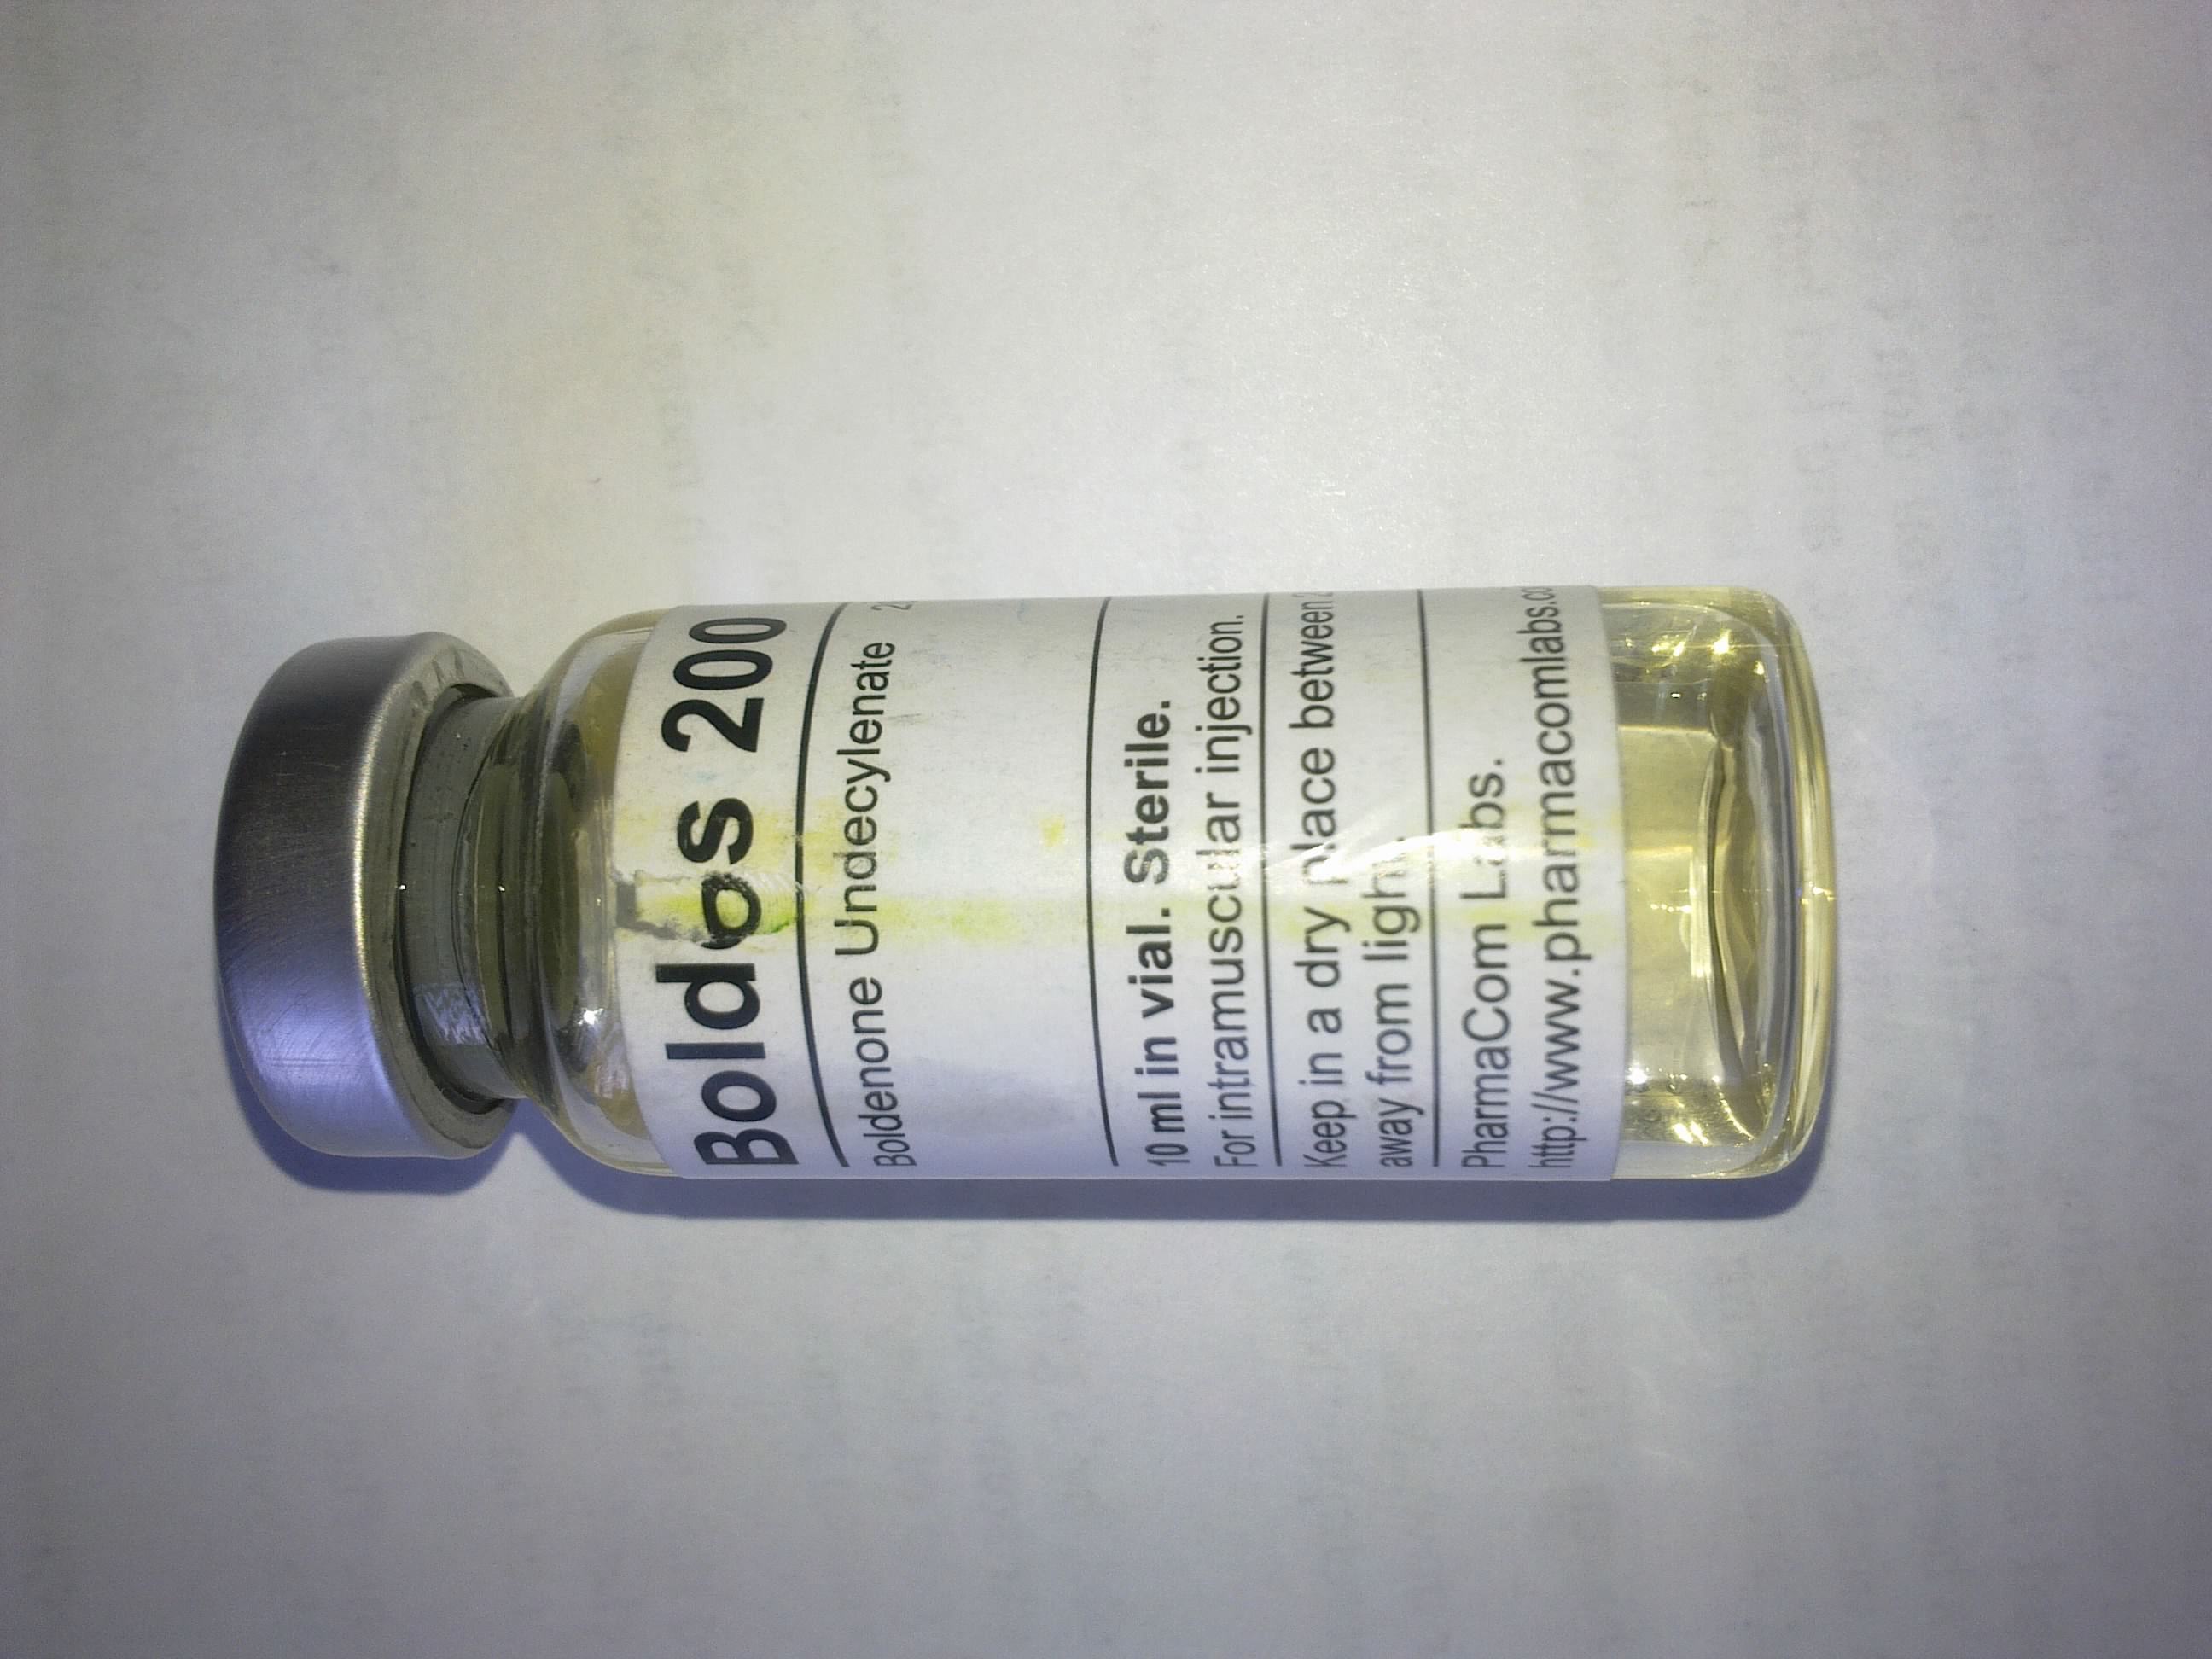 Boldos 200
Boldenone Undecylenate
10 ml in vial. Sterile.
For intramuscular injection.
Keep in a dry place between
away from light.
PharmaCom Labs.
http://www.pharmacomlabs.co